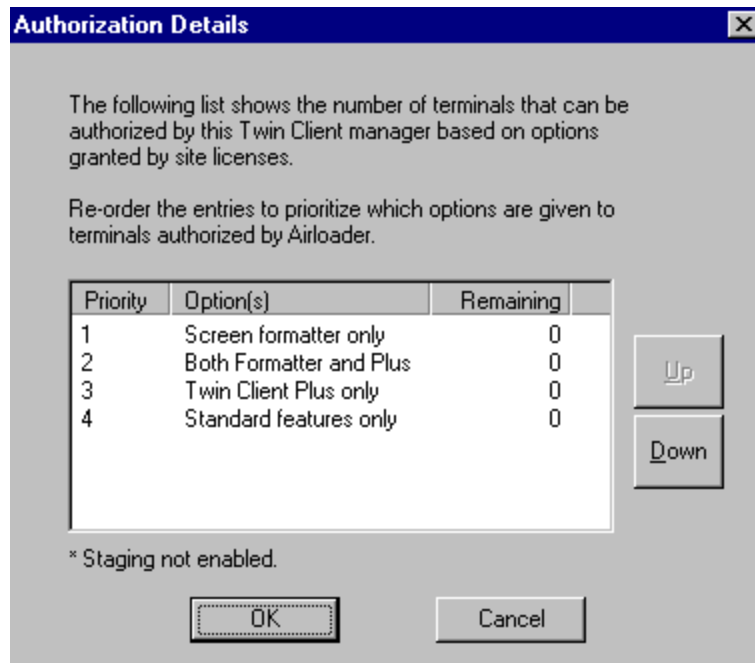 Authorization Details
The following list shows the number of terminals that can be
authorized by this Twin Client manager based on options
granted by site licenses.
Re-order the entries to prioritize which options are given to
terminals authorized by Airloader.
Priority Option(s) Remaining
1 Screen formatter only 0
2 Both Formatter and Plus 0
3 Twin Client Plus only 0
4 Standard features only 0
Up
Down
* Staging not enabled.
OK Cancel